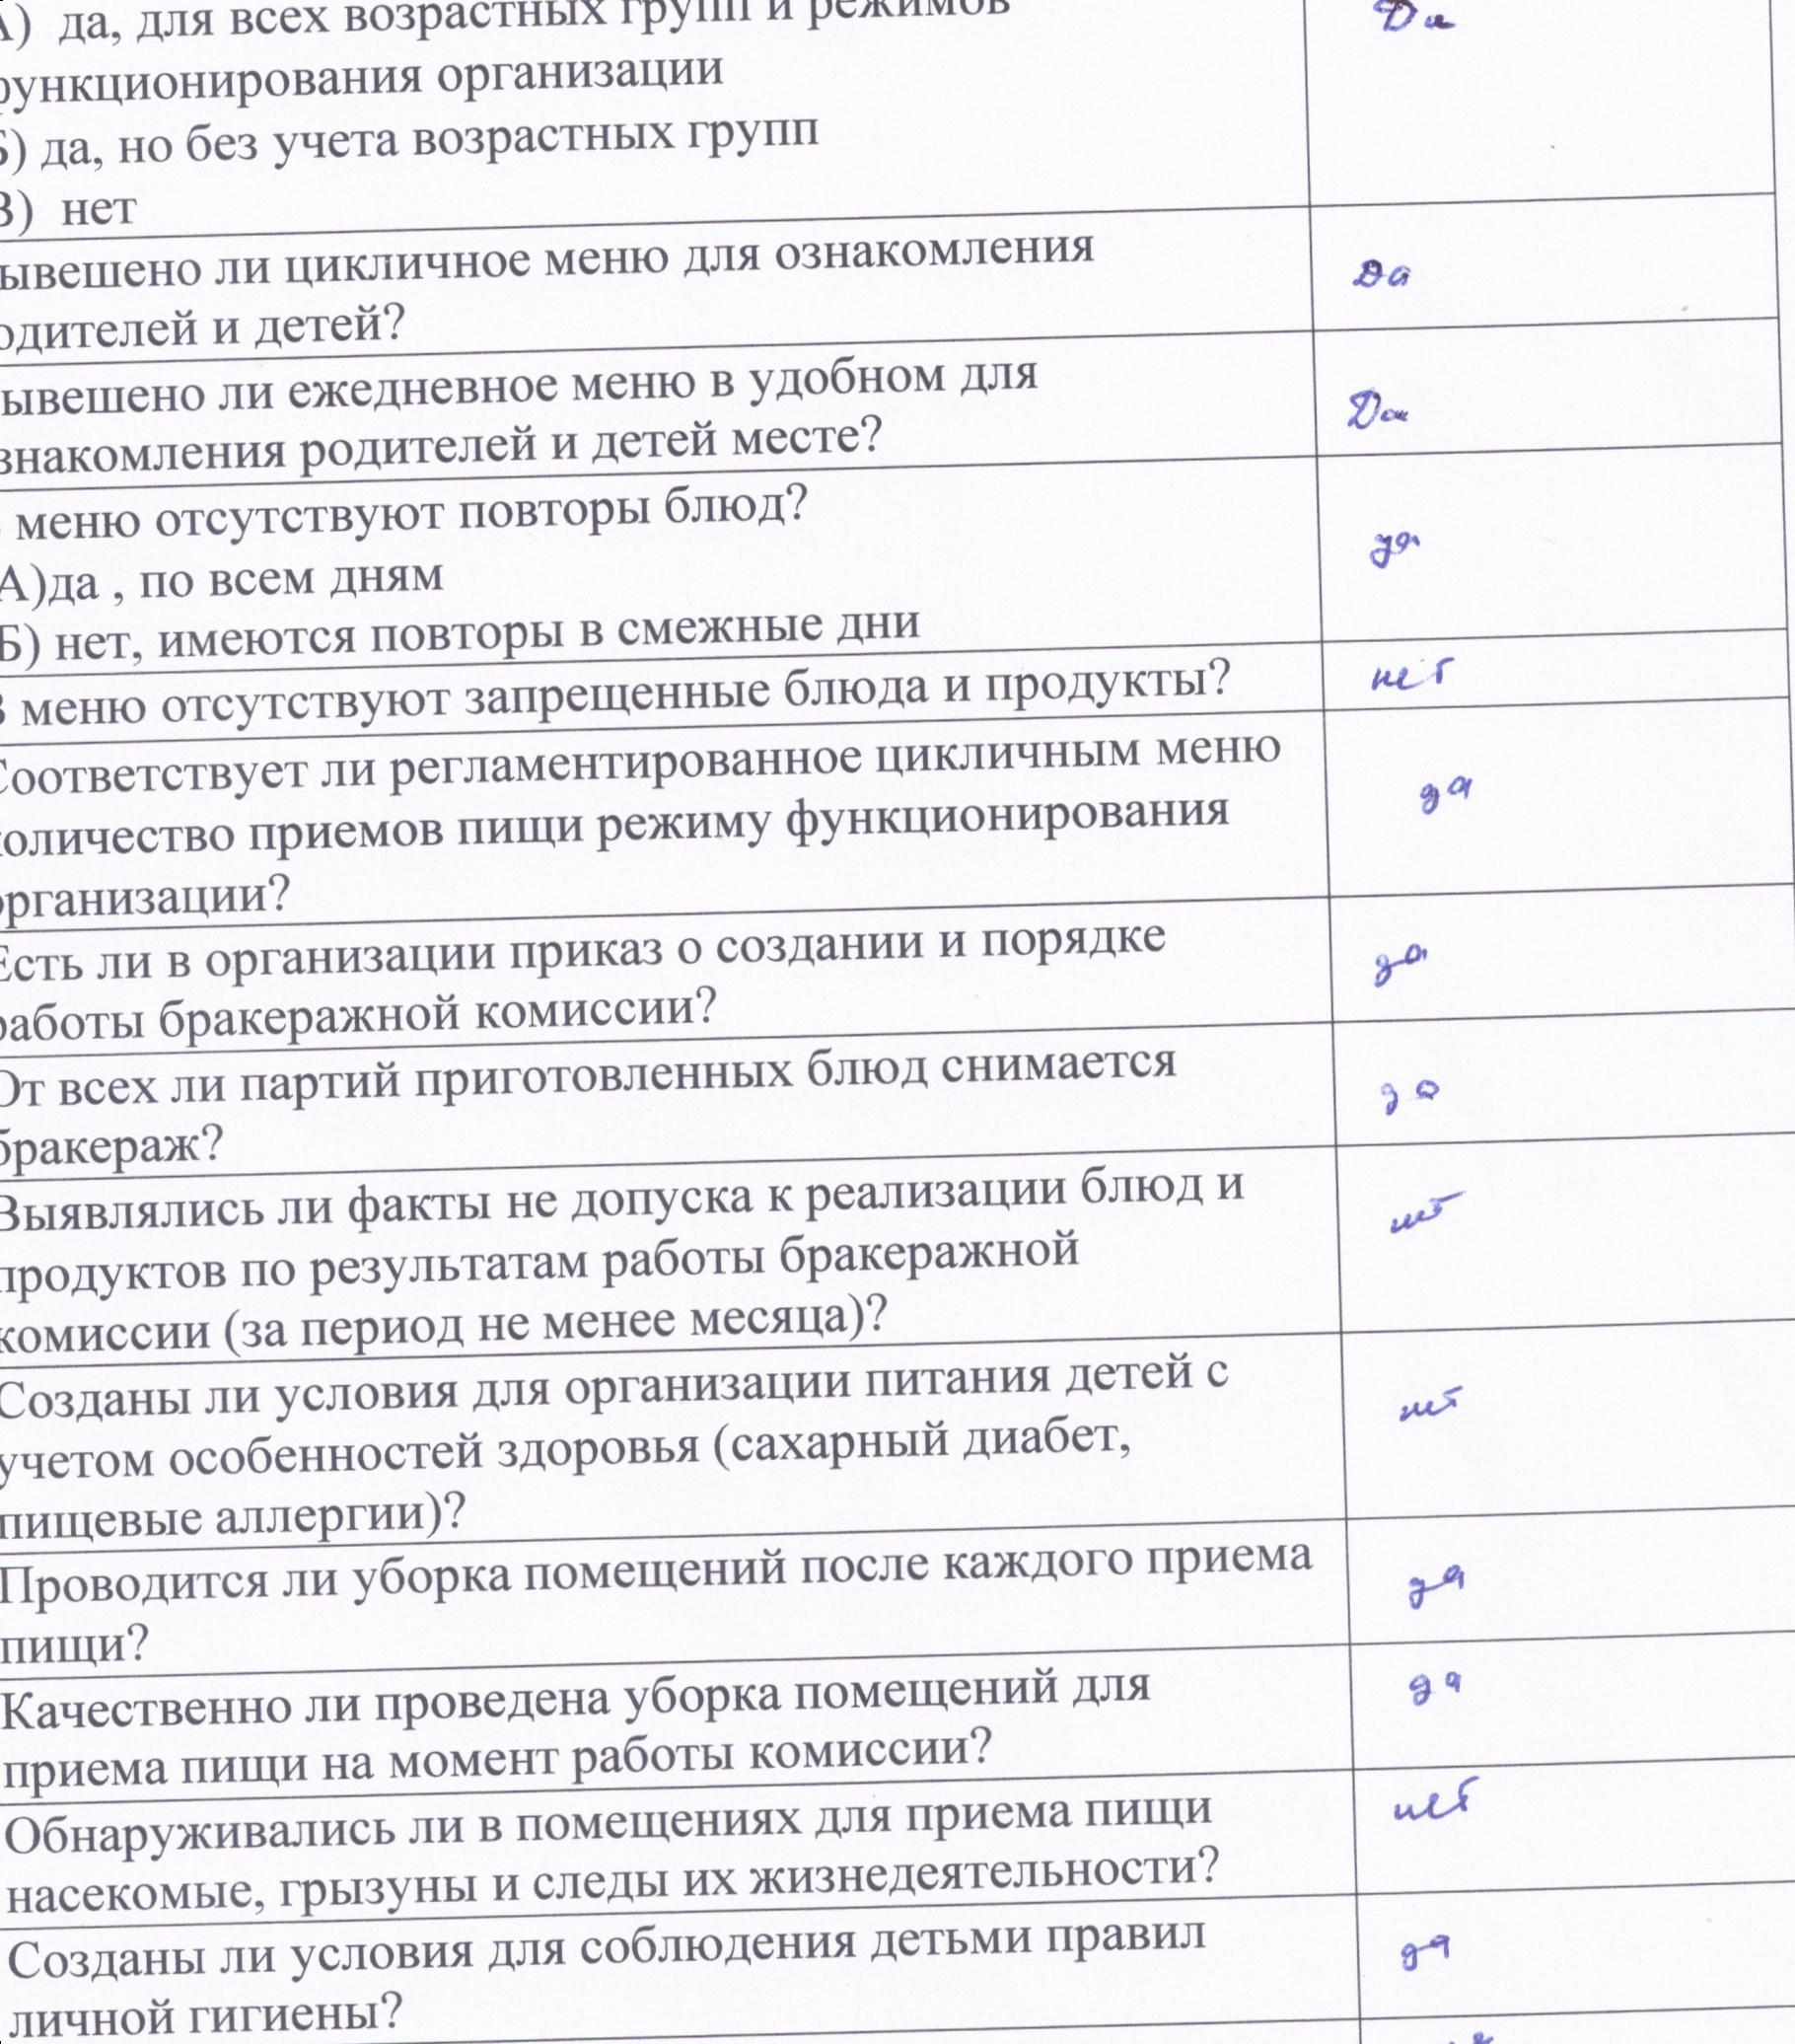 А) да, для всех возрастных групп и режимов
функционирования организации
Да
Б) да, но без учета возрастных групп
В) нет
ывешено ли цикличное меню для ознакомления
одителей и детей?
Да
ывешено ли ежедневное меню в удобном для
знакомления родителей и детей месте?
Да
меню отсутствуют повторы блюд?
А)да , по всем дням
Б) нет, имеются повторы в смежные дни
да
В меню отсутствуют запрещенные блюда и продукты?
нет
Соответствует ли регламентированное цикличным меню
количество приемов пищи режиму функционирования
организации?
да
Есть ли в организации приказ о создании и порядке
работы бракеражной комиссии?
да
От всех ли партий приготовленных блюд снимается
бракераж?
да
Выявлялись ли факты не допуска к реализации блюд и
продуктов по результатам работы бракеражной
комиссии (за период не менее месяца)?
нет
Созданы ли условия для организации питания детей с
учетом особенностей здоровья (сахарный диабет,
пищевые аллергии)?
нет
Проводится ли уборка помещений после каждого приема
пищи?
да
Качественно ли проведена уборка помещений для
приема пищи на момент работы комиссии?
да
Обнаруживались ли в помещениях для приема пищи
насекомые, грызуны и следы их жизнедеятельности?
нет
Созданы ли условия для соблюдения детьми правил
личной гигиены?
да